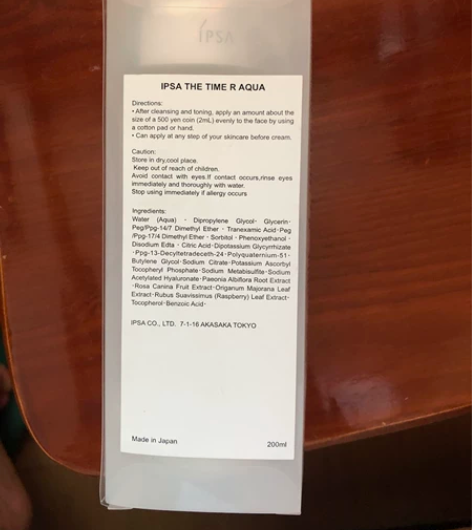 IPSA
IPSA THE TIME R AQUA
Directions:
• After cleansing and toning, apply an amount about the
size of a 500 yen coin (2mL) evenly to the face by using
a cotton pad or hand.
• Can apply at any step of your skincare before cream.
Caution:
Store in dry,cool place.
Keep out of reach of children.
Avoid contact with eyes.If contact occurs,rinse eyes
immediately and thoroughly with water.
Stop using immediately if allergy occurs
Ingredients:
Water (Aqua) · Dipropylene Glycol· Glycerin·
Peg/Ppg-14/7 Dimethyl Ether · Tranexamic Acid·Peg
/Ppg-17/4 Dimethyl Ether · Sorbitol · Phenoxyethanol ·
Disodium Edta · Citric Acid·Dipotassium Glycyrrhizate
·Ppg-13-Decyltetradeceth-24·Polyquaternium-51·
Butylene Glycol·Sodium Citrate·Potassium Ascorbyl
Tocopheryl Phosphate·Sodium Metabisulfite·Sodium
Acetylated Hyaluronate·Paeonia Albiflora Root Extract
·Rosa Canina Fruit Extract·Origanum Majorana Leaf
Extract·Rubus Suavissimus (Raspberry) Leaf Extract·
Tocopherol·Benzoic Acid·
IPSA CO., LTD. 7-1-16 AKASAKA TOKYO
Made in Japan
200ml